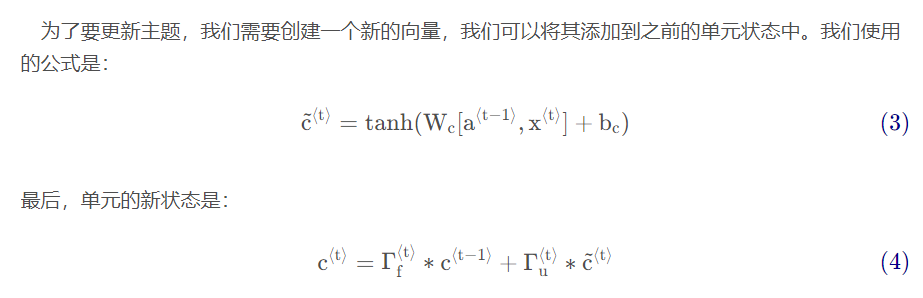 为了要更新主题，我们需要创建一个新的向量，我们可以将其添加到之前的单元状态中。我们使用
的公式是：
c̃⟨t⟩ = tanh(Wc[a⟨t−1⟩, x⟨t⟩] + bc) (3)
最后，单元的新状态是：
c⟨t⟩ = Γf⟨t⟩ ∗ c⟨t−1⟩ + Γu⟨t⟩ ∗ c̃⟨t⟩ (4)